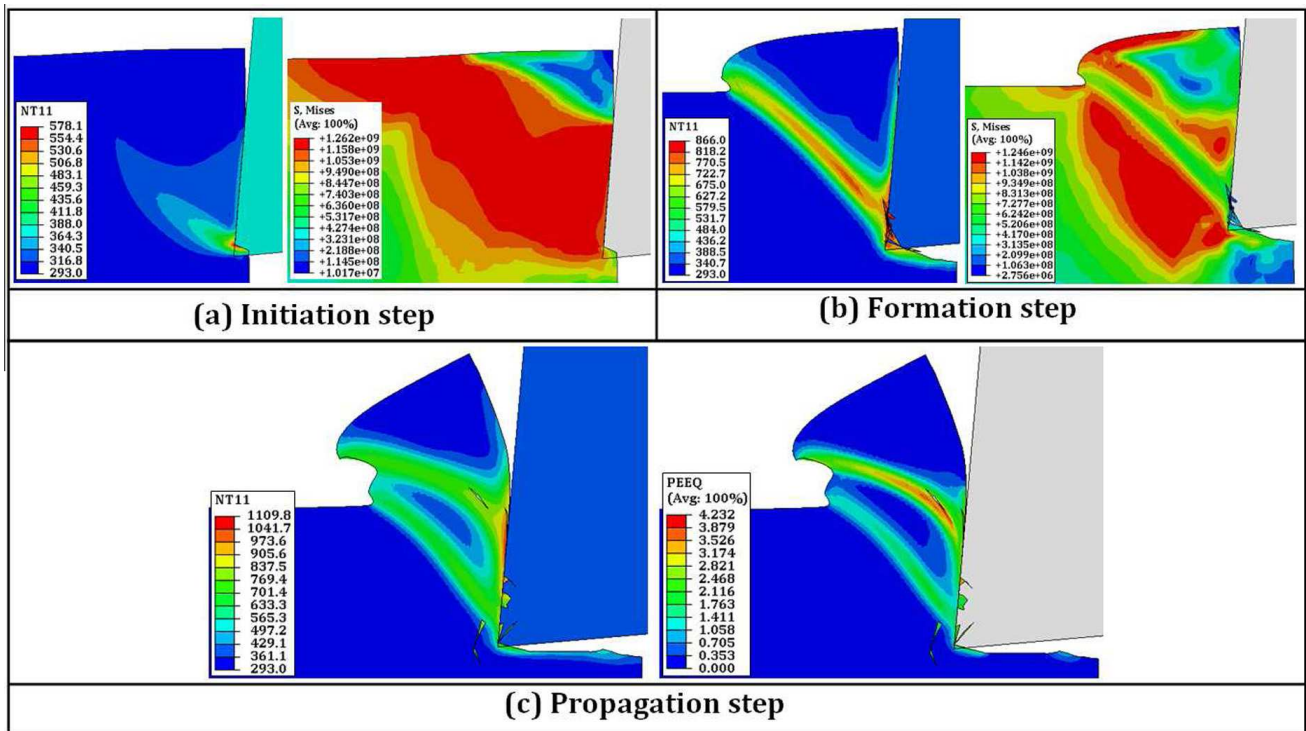 NT11
578.1
554.4
530.6
506.8
483.1
459.3
435.6
411.8
388.0
364.3
340.5
316.8
293.0
S, Mises
(Avg: 100%)
+1.262e+09
+1.158e+09
+1.053e+09
+9.490e+08
+8.447e+08
+7.403e+08
+6.360e+08
+5.317e+08
+4.274e+08
+3.231e+08
+2.188e+08
+1.145e+08
+1.017e+07
(a) Initiation step
NT11
866.0
818.2
770.5
722.7
675.0
627.2
579.5
531.7
484.0
436.2
388.5
340.7
293.0
S, Mises
(Avg: 100%)
+1.246e+09
+1.142e+09
+1.038e+09
+9.349e+08
+8.313e+08
+7.277e+08
+6.242e+08
+5.206e+08
+4.170e+08
+3.135e+08
+2.099e+08
+1.063e+08
+2.756e+06
(b) Formation step
NT11
1109.8
1041.7
973.6
905.6
837.5
769.4
701.4
633.3
565.3
497.2
429.1
361.1
293.0
PEEQ
(Avg: 100%)
4.232
3.879
3.526
3.174
2.821
2.468
2.116
1.763
1.411
1.058
0.705
0.353
0.000
(c) Propagation step